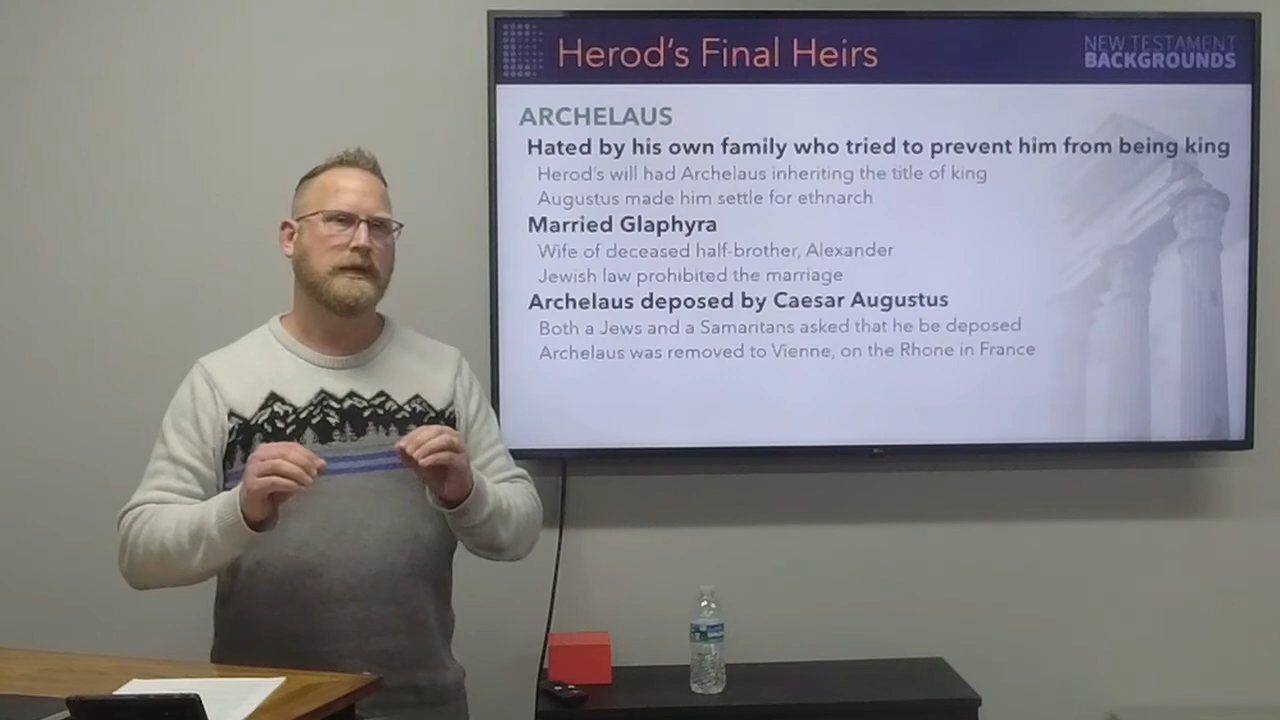 Herod's Final Heirs
NEW TESTAMENT
BACKGROUNDS
ARCHELAUS
Hated by his own family who tried to prevent him from being king
Herod's will had Archelaus inheriting the title of king
Augustus made him settle for ethnarch
Married Glaphyra
Wife of deceased half-brother, Alexander
Jewish law prohibited the marriage
Archelaus deposed by Caesar Augustus
Both a Jews and a Samaritans asked that he be deposed
Archelaus was removed to Vienne, on the Rhone in France